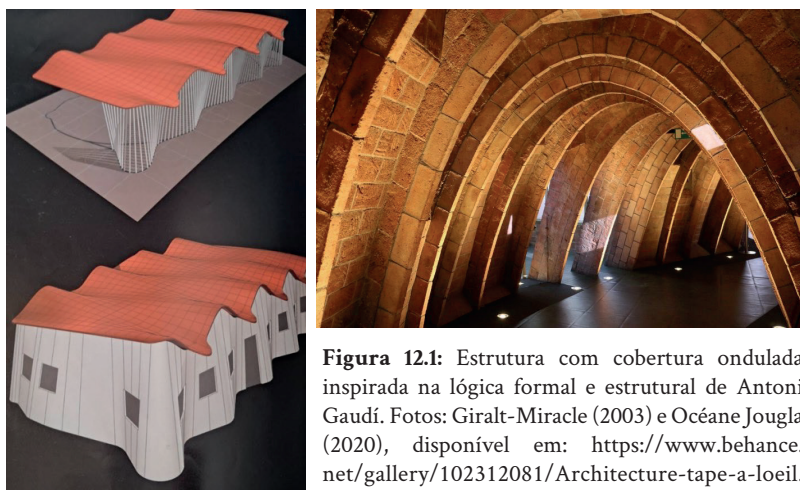 Figura 12.1: Estrutura com cobertura ondulada
inspirada na lógica formal e estrutural de Antoni
Gaudí. Fotos: Giralt-Miracle (2003) e Océane Jougla
(2020), disponível em: https://www.behance.
net/gallery/102312081/Architecture-tape-a-loeil.